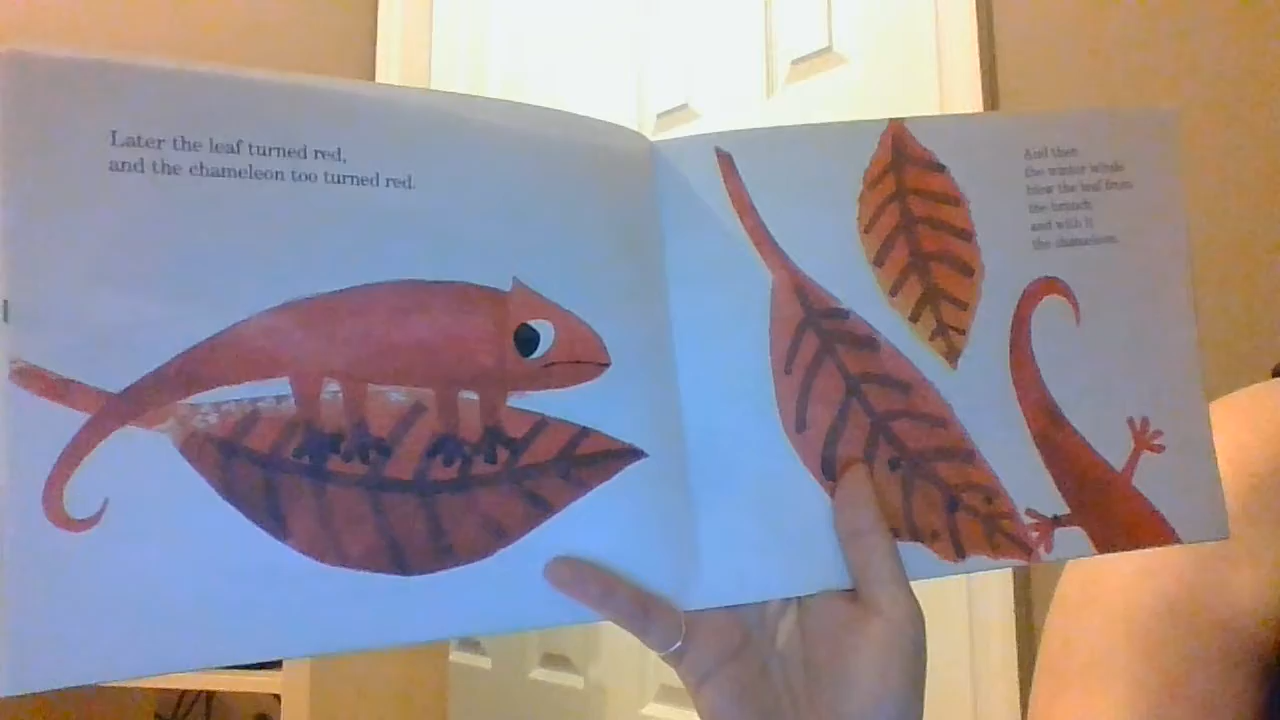 Later the leaf turned red,
and the chameleon too turned red.
And then
the winter winds
blew the leaf from
the branch,
and with it
the chameleon.